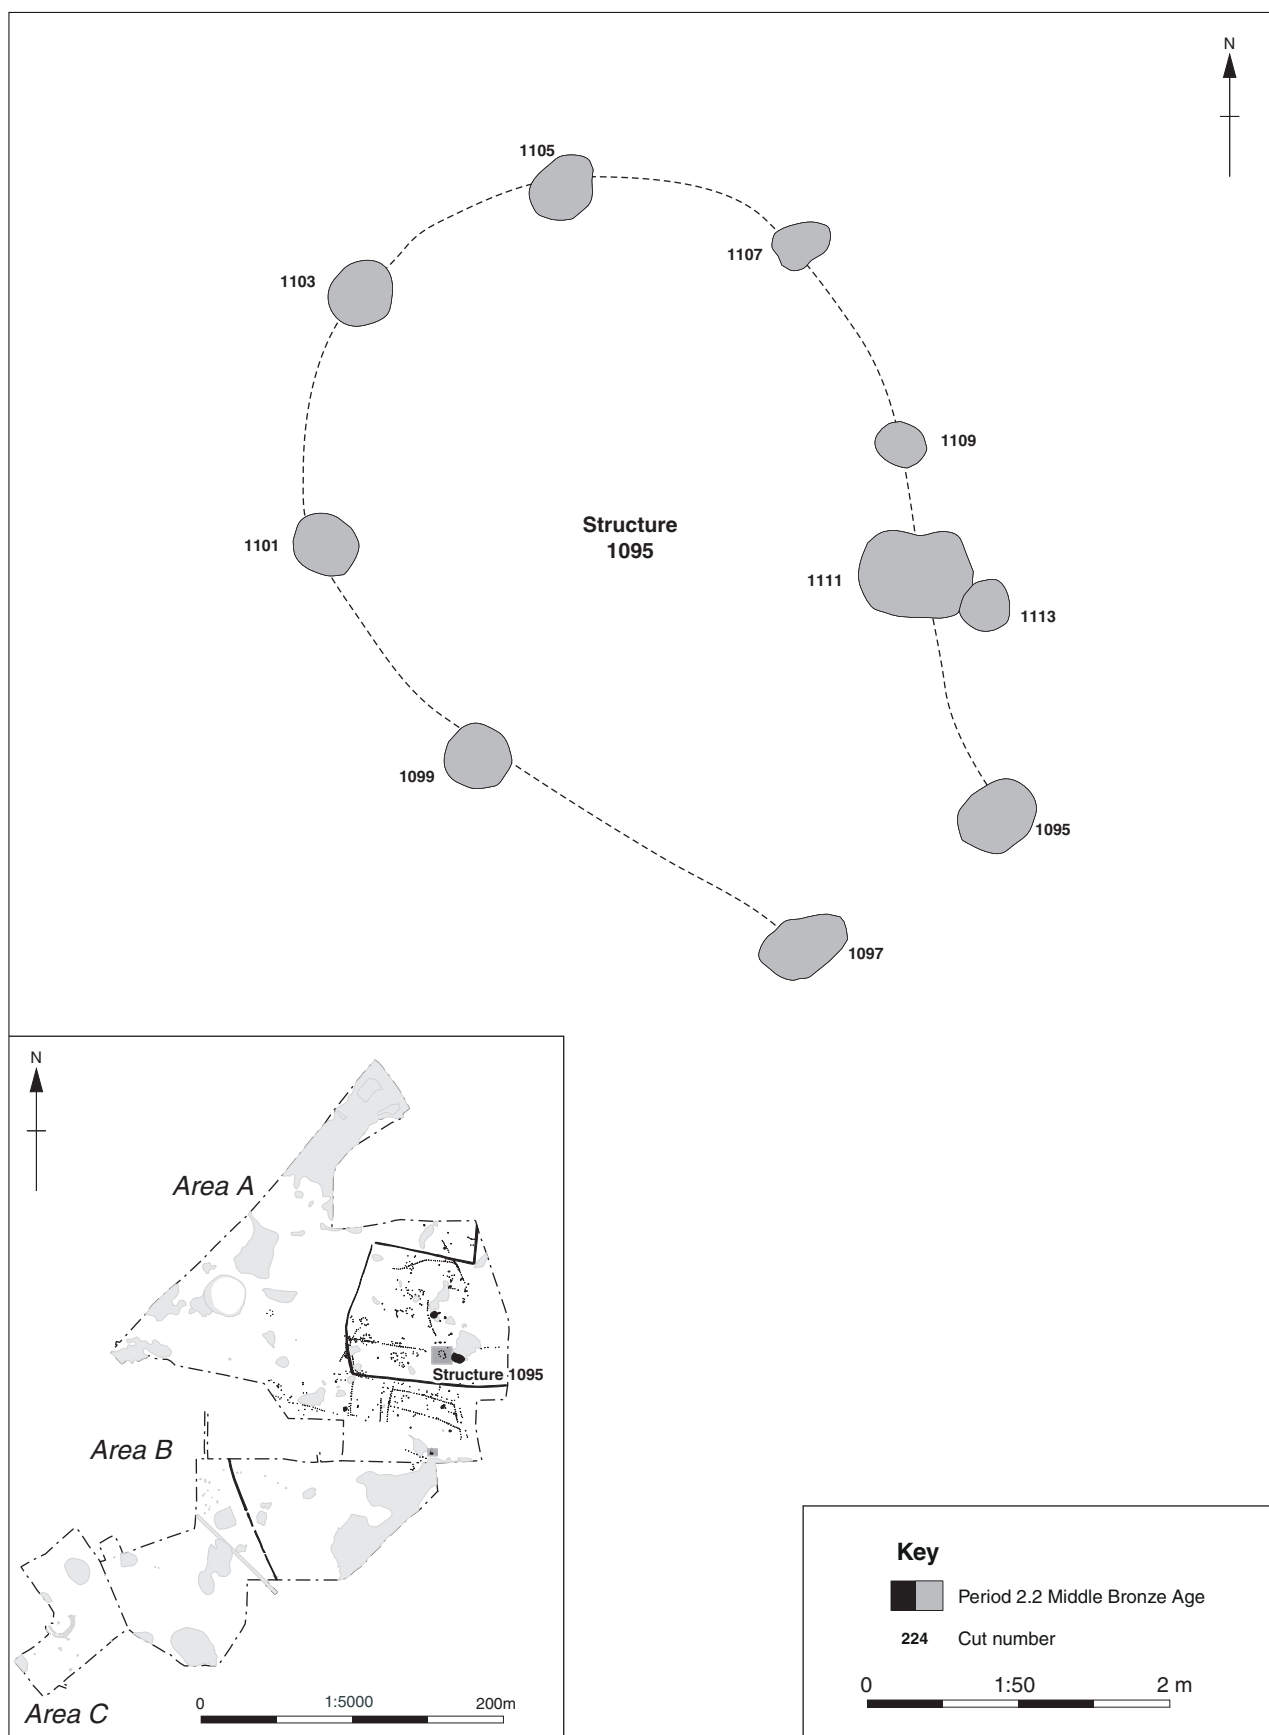 N
1105
1107
1103
1109
Structure
1095
1101
1111
1113
1099
1095
1097
N
Area A
Structure 1095
Area B
Area C
0 1:5000 200m
Key
Period 2.2 Middle Bronze Age
224 Cut number
0 1:50 2 m